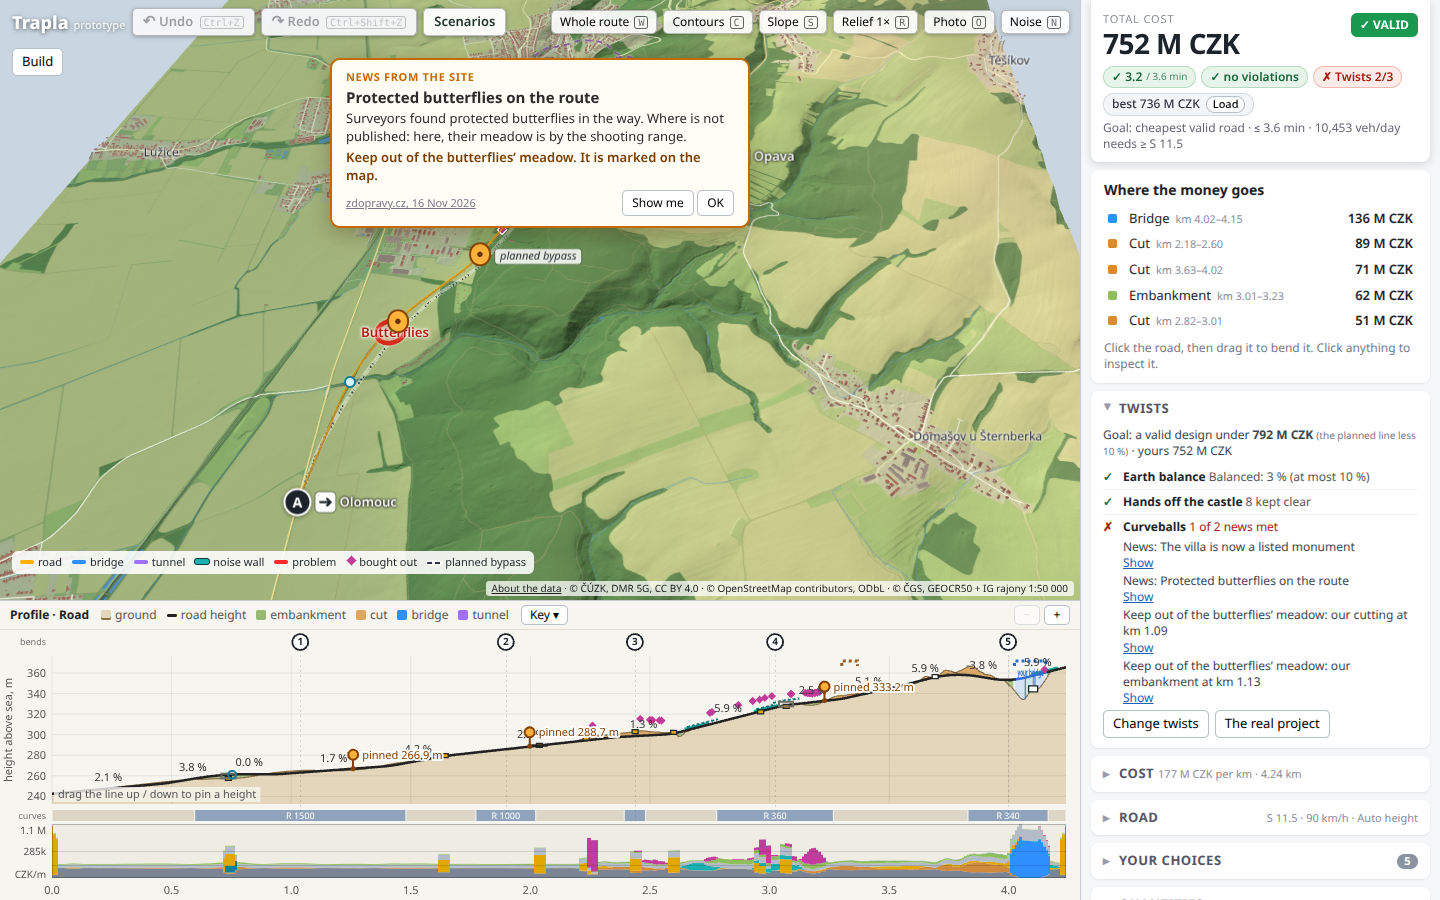 Trapla prototype
↶ Undo Ctrl+Z
↷ Redo Ctrl+Shift+Z
Scenarios
Whole route W
Contours C
Slope S
Relief 1× R
Photo O
Noise N
Build
Těšíkov
Lužice
Opava
NEWS FROM THE SITE
Protected butterflies on the route
Surveyors found protected butterflies in the way. Where is not
published: here, their meadow is by the shooting range.
Keep out of the butterflies’ meadow. It is marked on the
map.
zdopravy.cz, 16 Nov 2026
Show me
OK
planned bypass
Butterflies
Domašov u Šternberka
A → Olomouc
road bridge tunnel noise wall problem bought out planned bypass
About the data · © ČÚZK, DMR 5G, CC BY 4.0 · © OpenStreetMap contributors, ODbL · © ČGS, GEOCR50 + IG rajony 1:50 000
TOTAL COST
752 M CZK
✓ VALID
✓ 3.2 / 3.6 min
✓ no violations
✗ Twists 2/3
best 736 M CZK Load
Goal: cheapest valid road · ≤ 3.6 min · 10,453 veh/day
needs ≥ S 11.5
Where the money goes
Bridge km 4.02–4.15 136 M CZK
Cut km 2.18–2.60 89 M CZK
Cut km 3.63–4.02 71 M CZK
Embankment km 3.01–3.23 62 M CZK
Cut km 2.82–3.01 51 M CZK
Click the road, then drag it to bend it. Click anything to
inspect it.
▼ TWISTS
Goal: a valid design under 792 M CZK (the planned line less
10 %) · yours 752 M CZK
✓ Earth balance Balanced: 3 % (at most 10 %)
✓ Hands off the castle 8 kept clear
✗ Curveballs 1 of 2 news met
News: The villa is now a listed monument
Show
News: Protected butterflies on the route
Show
Keep out of the butterflies’ meadow: our cutting at
km 1.09
Show
Keep out of the butterflies’ meadow: our
embankment at km 1.13
Show
Change twists
The real project
▶ COST 177 M CZK per km · 4.24 km
▶ ROAD S 11.5 · 90 km/h · Auto height
▶ YOUR CHOICES 5
Profile · Road ground road height embankment cut bridge tunnel Key ▾
− +
bends 1 2 3 4 5
height above sea, m
360
340
320
300
280
260
240
2.1 %
3.8 %
0.0 %
1.7 %
pinned 266.9 m
pinned 288.7 m
1.3 %
5.9 %
pinned 333.2 m
5.9 %
3.8 %
5.9 %
drag the line up / down to pin a height
curves R 1500 R 1000 R 360 R 340
1.1 M
285k
CZK/m
0.0 0.5 1.0 1.5 2.0 2.5 3.0 3.5 4.0